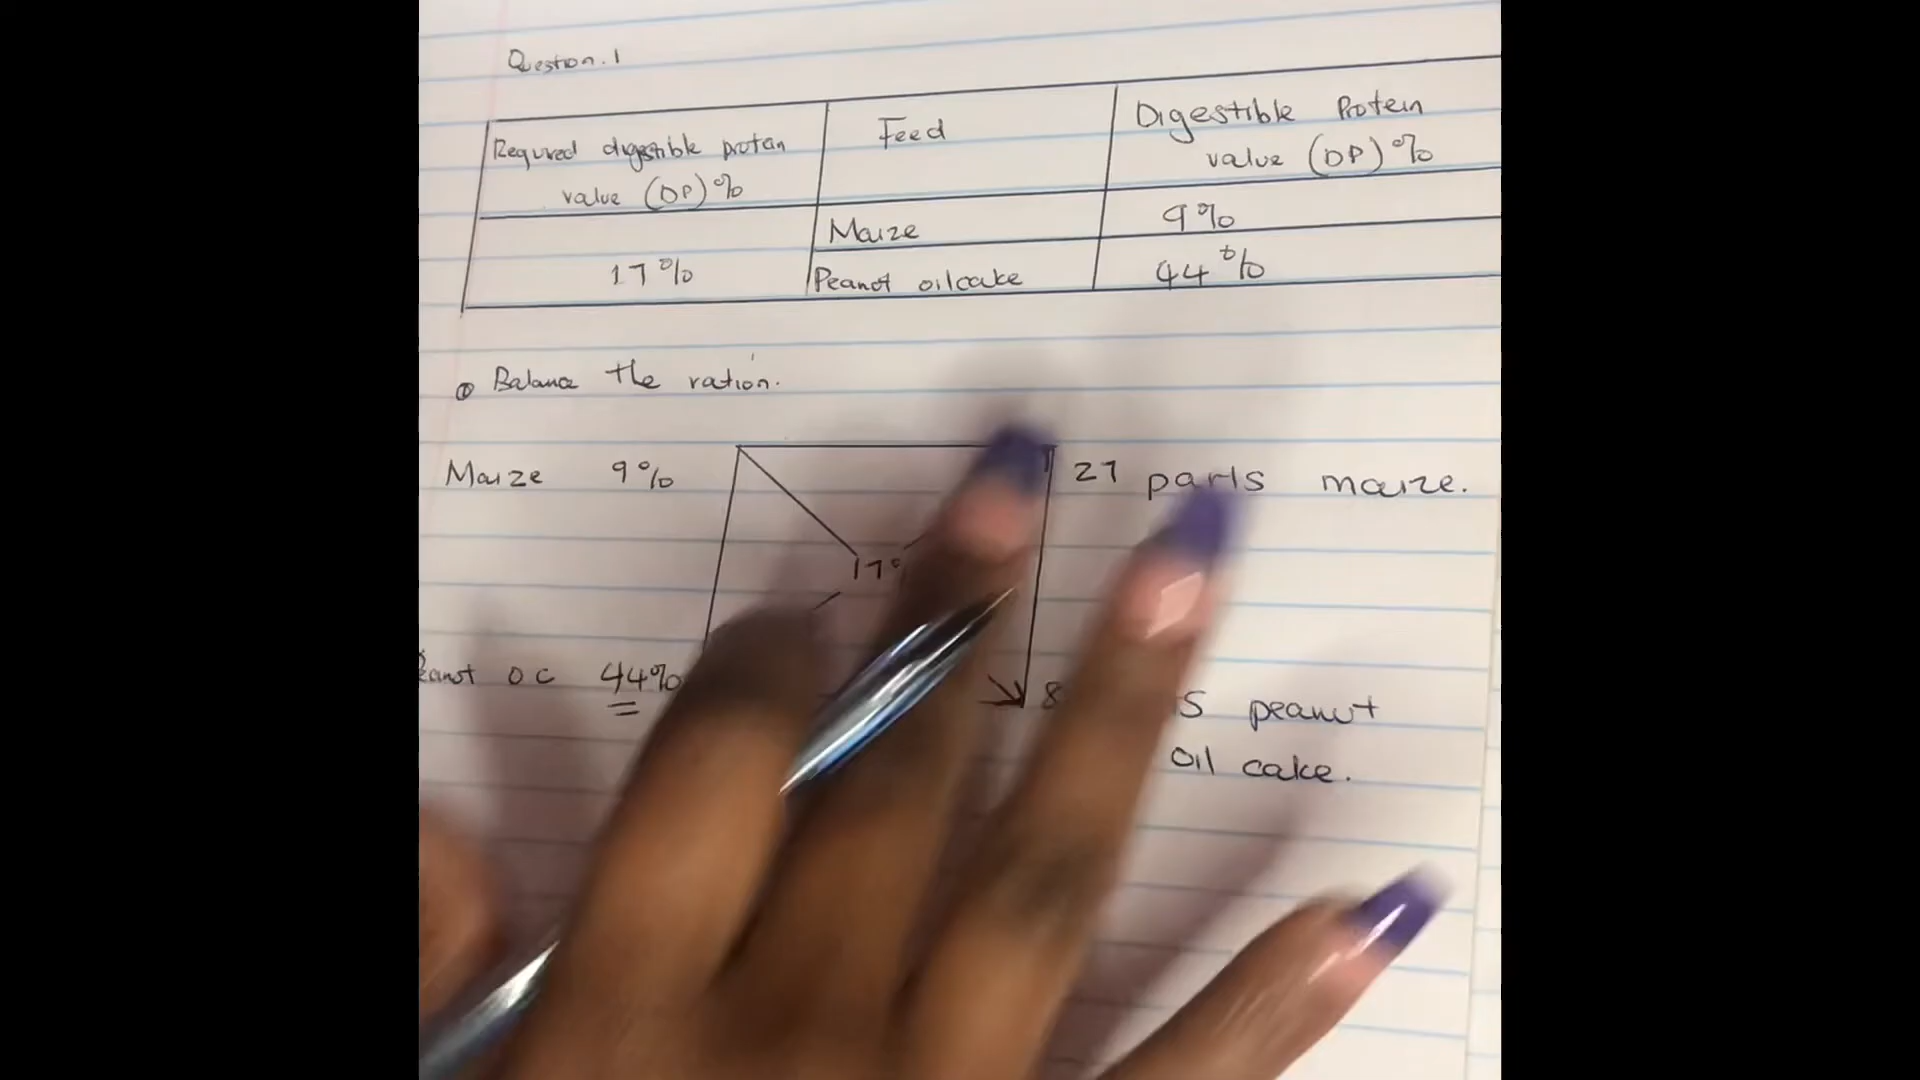 Question.1
Required digestible protein value (DP)%
Feed
Digestible Protein value (DP)%
Maize
9%
17%
Peanut oilcake
44%
① Balance the ration.
Maize 9%
27 parts maize.
17
OC 44%
8 peanut
oil cake.